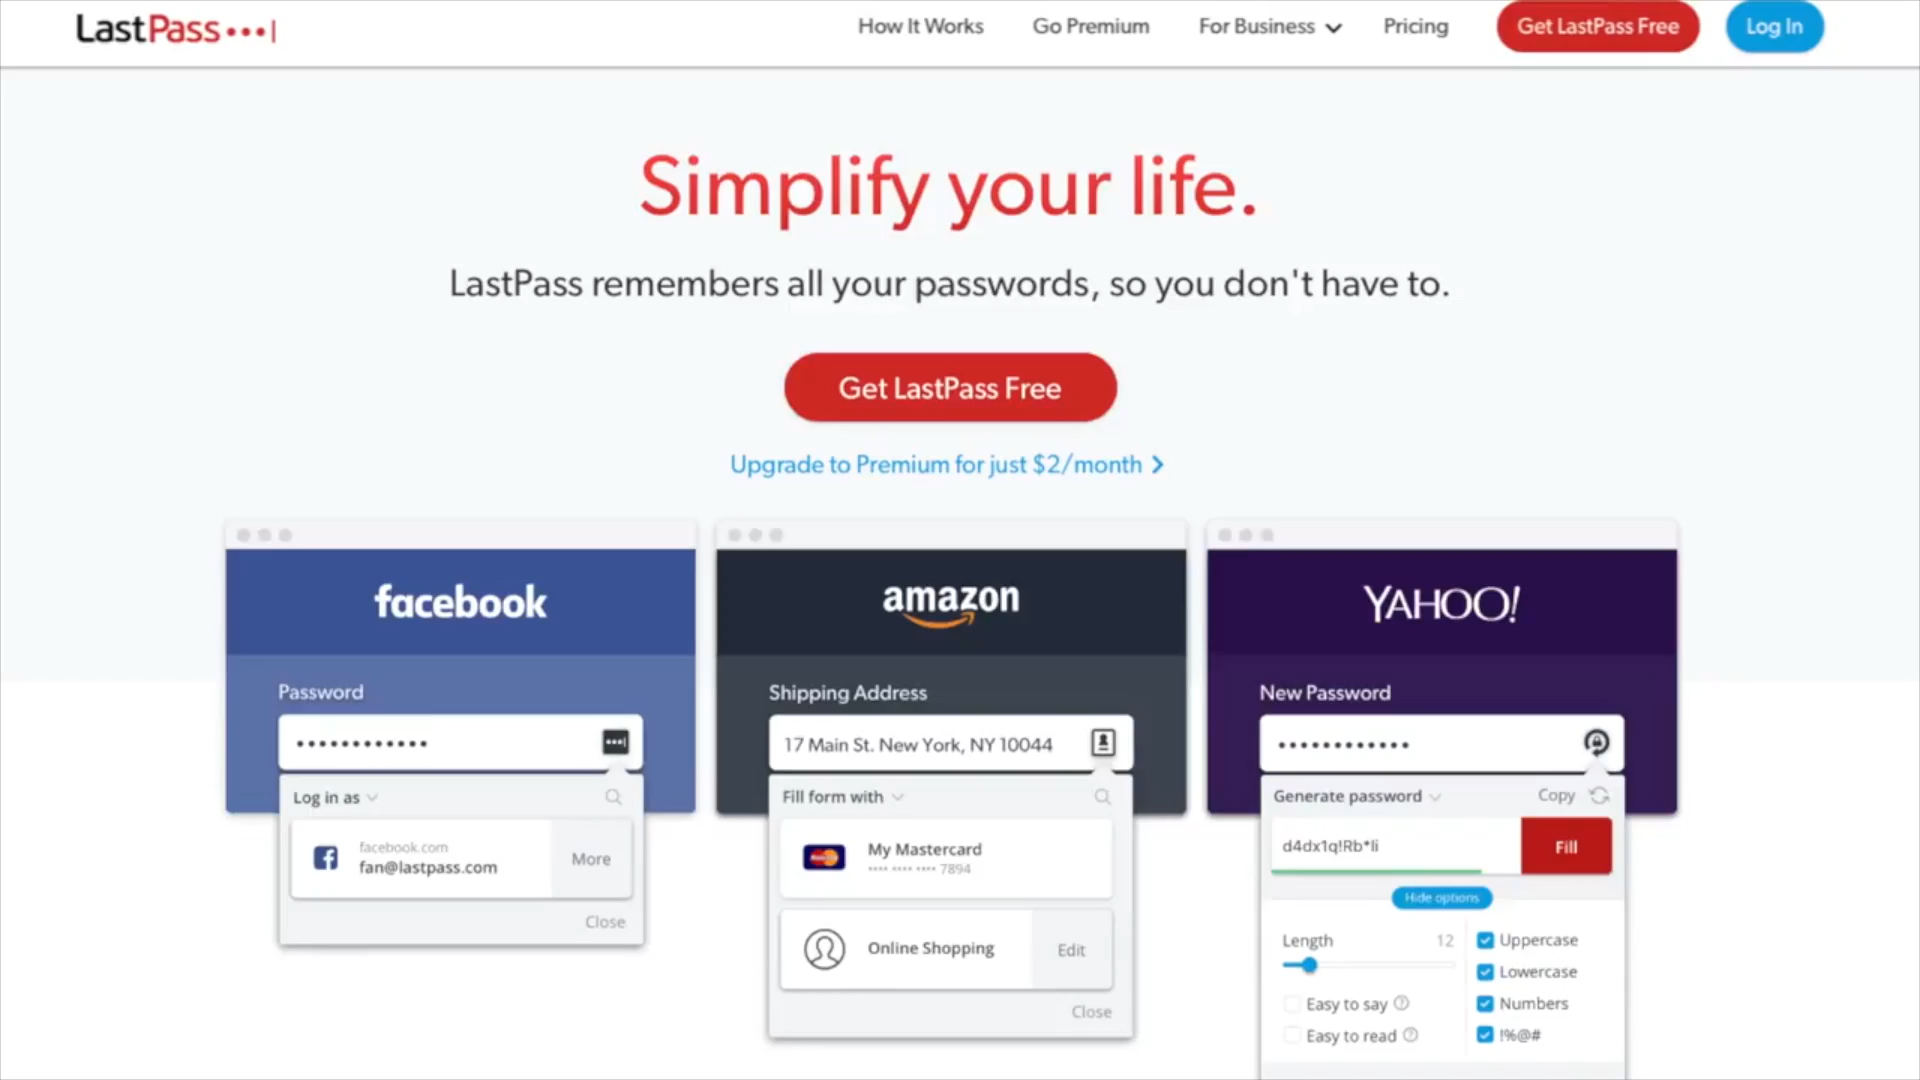 LastPass
How It Works
Go Premium
For Business
Pricing
Get LastPass Free
Log In
Simplify your life.
LastPass remembers all your passwords, so you don't have to.
Get LastPass Free
Upgrade to Premium for just $2/month
facebook
Password
••••••••••••
Log in as
facebook.com
fan@lastpass.com
More
Close
amazon
Shipping Address
17 Main St. New York, NY 10044
Fill form with
My Mastercard
•••• •••• •••• 7894
Online Shopping
Edit
Close
YAHOO!
New Password
••••••••••••
Generate password
Copy
d4dx1q!Rb*li
Fill
Hide options
Length
12
Easy to say
Easy to read
Uppercase
Lowercase
Numbers
!%@#